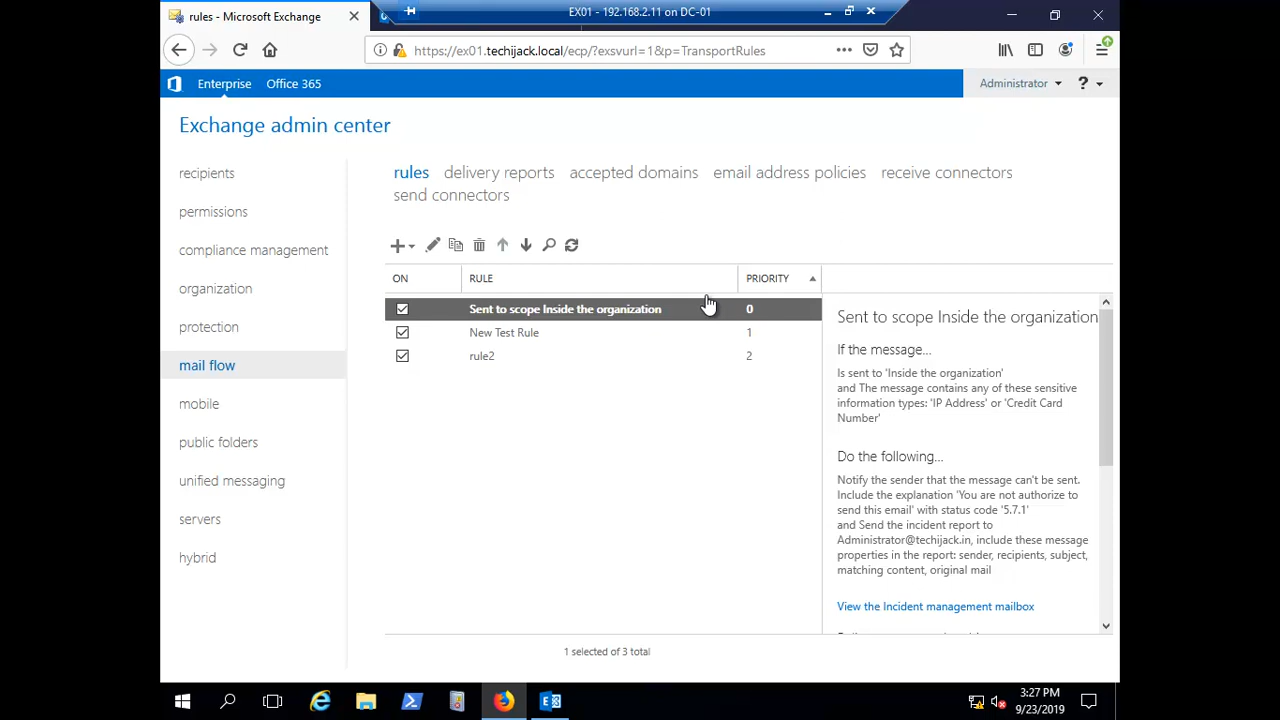 rules - Microsoft Exchange
EX01 - 192.168.2.11 on DC-01
https://ex01.techijack.local/ecp/?exsvurl=1&p=TransportRules
Enterprise Office 365
Administrator ?
Exchange admin center
recipients
permissions
compliance management
organization
protection
mail flow
mobile
public folders
unified messaging
servers
hybrid
rules delivery reports accepted domains email address policies receive connectors
send connectors
ON RULE PRIORITY
Sent to scope Inside the organization 0
New Test Rule 1
rule2 2
1 selected of 3 total
Sent to scope Inside the organization
If the message...
Is sent to 'Inside the organization'
and The message contains any of these sensitive
information types: 'IP Address' or 'Credit Card
Number'
Do the following...
Notify the sender that the message can't be sent.
Include the explanation 'You are not authorize to
send this email' with status code '5.7.1'
and Send the incident report to
Administrator@techijack.in, include these message
properties in the report: sender, recipients, subject,
matching content, original mail
View the Incident management mailbox
3:27 PM
9/23/2019